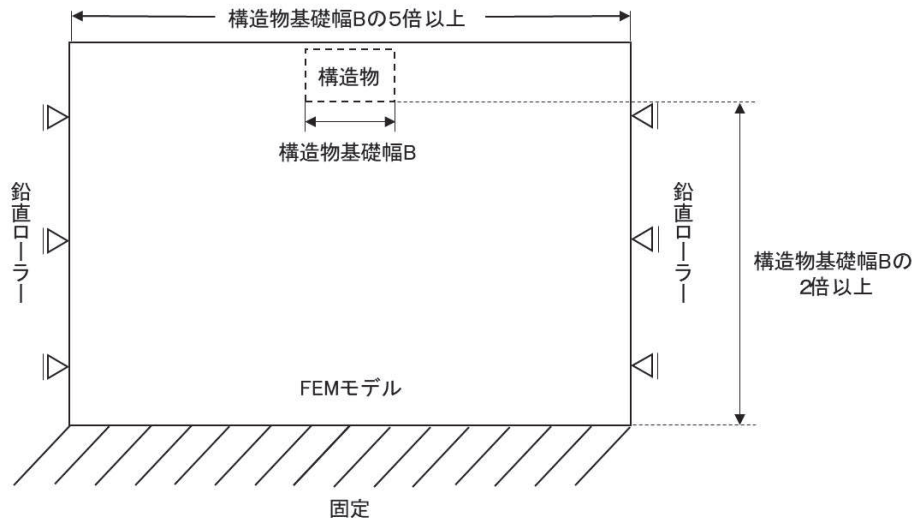 構造物基礎幅Bの5倍以上
構造物
構造物基礎幅B
鉛直ローラー
鉛直ローラー
構造物基礎幅Bの
2倍以上
FEMモデル
固定